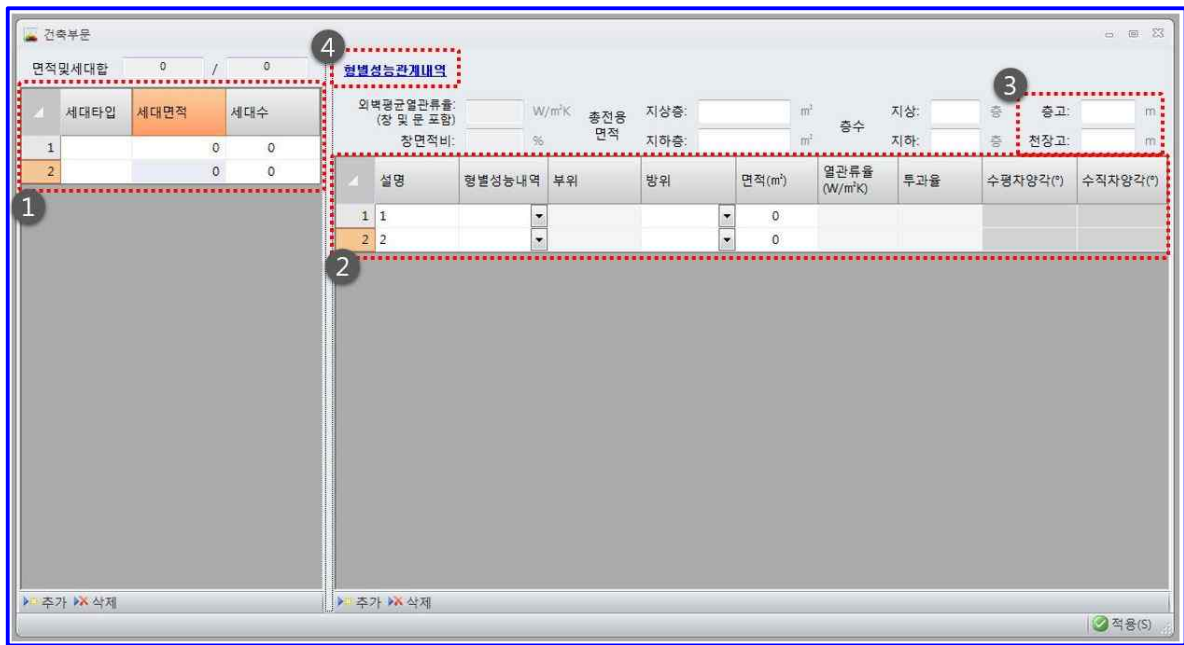 건축부문
면적및세대합 0 / 0
세대타입 세대면적 세대수
1 0 0
2 0 0
1
추가 삭제
4
형별성능관계내역
3
외벽평균열관류율: W/m²K 총전용 지상층: m² 층수 지상: 층 층고: m
(창 및 문 포함) 면적
창면적비: % 지하층: m² 지하: 층 천장고: m
설명 형별성능내역 부위 방위 면적(m²) 열관류율 투과율 수평차양각(°) 수직차양각(°)
(W/m²K)
1 1 1 0
2 2 0
2
추가 삭제
적용(S)